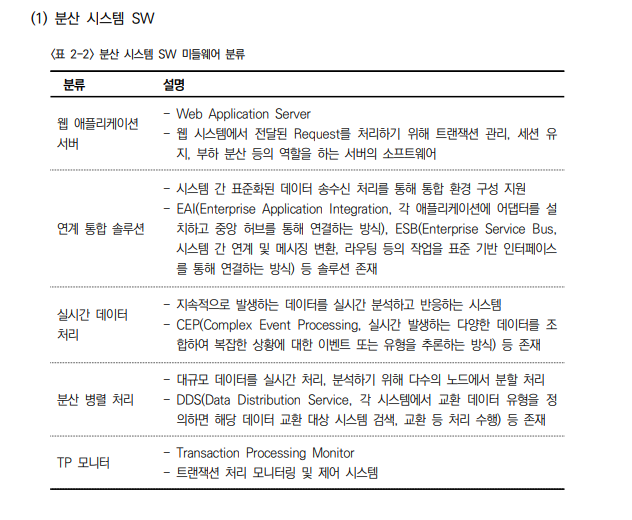 (1) 분산 시스템 SW
<표 2-2> 분산 시스템 SW 미들웨어 분류
분류 설명
웹 애플리케이션
서버
- Web Application Server
- 웹 시스템에서 전달된 Request를 처리하기 위해 트랜잭션 관리, 세션 유
지, 부하 분산 등의 역할을 하는 서버의 소프트웨어
연계 통합 솔루션
- 시스템 간 표준화된 데이터 송수신 처리를 통해 통합 환경 구성 지원
- EAI(Enterprise Application Integration, 각 애플리케이션에 어댑터를 설
치하고 중앙 허브를 통해 연결하는 방식), ESB(Enterprise Service Bus,
시스템 간 연계 및 메시징 변환, 라우팅 등의 작업을 표준 기반 인터페이스
를 통해 연결하는 방식) 등 솔루션 존재
실시간 데이터
처리
- 지속적으로 발생하는 데이터를 실시간 분석하고 반응하는 시스템
- CEP(Complex Event Processing, 실시간 발생하는 다양한 데이터를 조
합하여 복잡한 상황에 대한 이벤트 또는 유형을 추론하는 방식) 등 존재
분산 병렬 처리
- 대규모 데이터를 실시간 처리, 분석하기 위해 다수의 노드에서 분할 처리
- DDS(Data Distribution Service, 각 시스템에서 교환 데이터 유형을 정
의하면 해당 데이터 교환 대상 시스템 검색, 교환 등 처리 수행) 등 존재
TP 모니터
- Transaction Processing Monitor
- 트랜잭션 처리 모니터링 및 제어 시스템